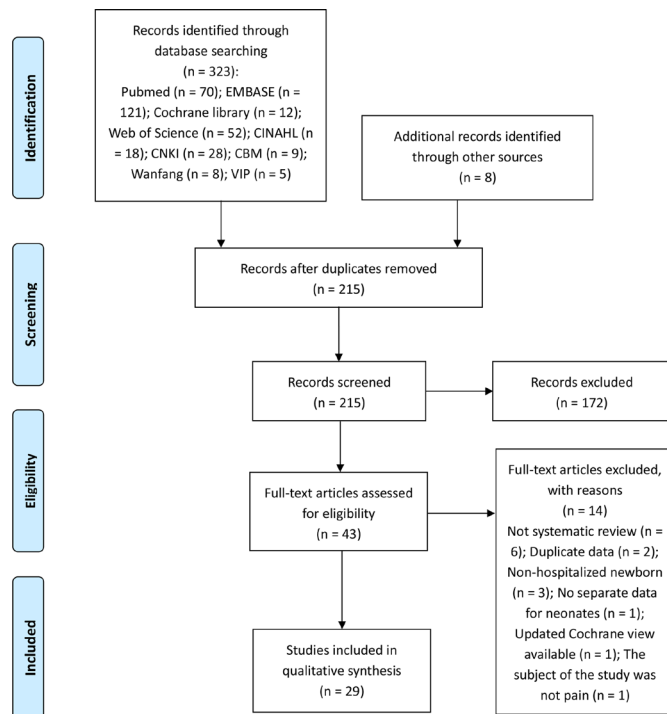 Identification
Records identified through
database searching
(n = 323):
Pubmed (n = 70); EMBASE (n =
121); Cochrane library (n = 12);
Web of Science (n = 52); CINAHL (n
= 18); CNKI (n = 28); CBM (n = 9);
Wanfang (n = 8); VIP (n = 5)
Additional records identified
through other sources
(n = 8)
Screening
Records after duplicates removed
(n = 215)
Records screened
(n = 215)
Records excluded
(n = 172)
Eligibility
Full-text articles assessed
for eligibility
(n = 43)
Full-text articles excluded,
with reasons
(n = 14)
Not systematic review (n =
6); Duplicate data (n = 2);
Non-hospitalized newborn
(n = 3); No separate data
for neonates (n = 1);
Updated Cochrane view
available (n = 1); The
subject of the study was
not pain (n = 1)
Included
Studies included in
qualitative synthesis
(n = 29)